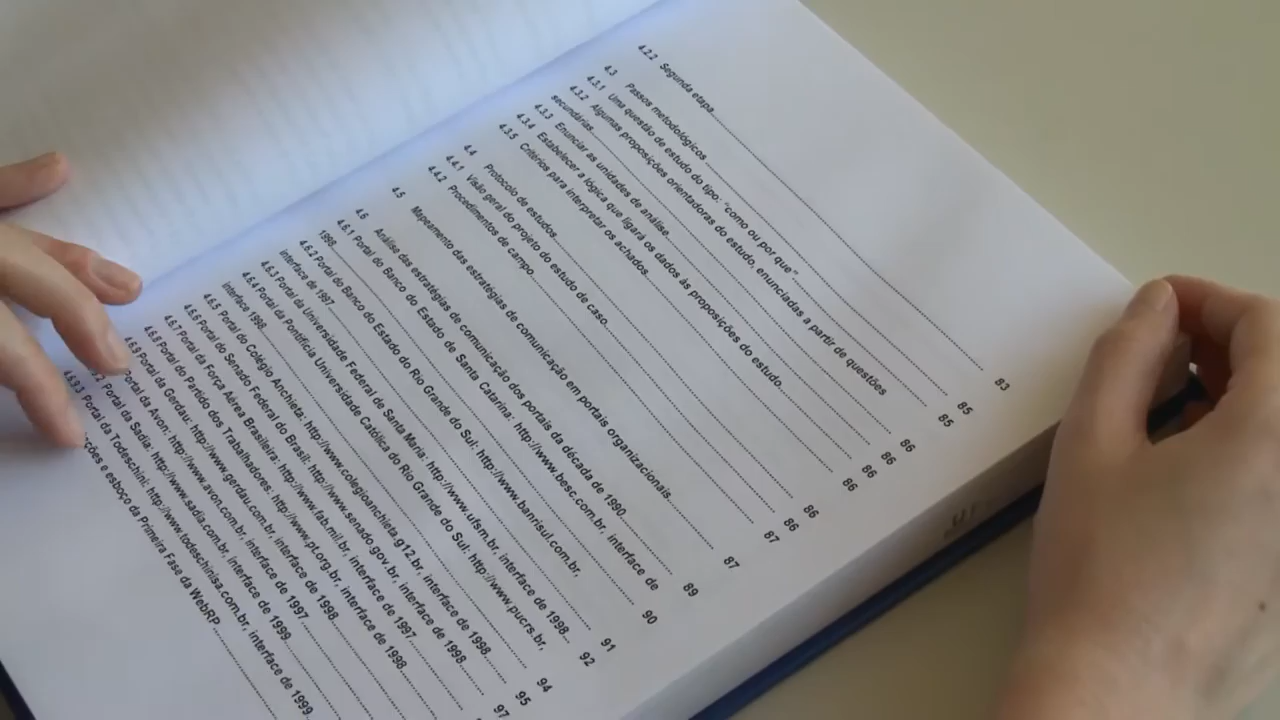 4.2.2 Segunda etapa 83
4.3 Passos metodológicos 85
4.3.1 Uma questão de estudo do tipo: "como ou por que" 85
4.3.2 Algumas proposições orientadoras do estudo, enunciadas a partir de questões
secundárias 86
4.3.3 Enunciar as unidades de análise 86
4.3.4 Estabelecer a lógica que ligará os dados às proposições do estudo 86
4.3.5 Critérios para interpretar os achados 86
4.4 Protocolo de estudos 86
4.4.1 Visão geral do projeto do estudo de caso 86
4.4.2 Procedimentos de campo 87
4.5 Mapeamento das estratégias de comunicação em portais organizacionais 87
4.6 Análise das estratégias de comunicação dos portais da década de 1990 89
4.6.1 Portal do Banco do Estado de Santa Catarina: http://www.besc.com.br, interface de
1998 90
4.6.2 Portal do Banco do Estado do Rio Grande do Sul: http://www.banrisul.com.br,
interface de 1997 91
4.6.3 Portal da Universidade Federal de Santa Maria: http://www.ufsm.br, interface de 1998 92
4.6.4 Portal da Pontifícia Universidade Católica do Rio Grande do Sul: http://www.pucrs.br,
interface 1998 94
4.6.5 Portal do Colégio Anchieta: http://www.colegioanchieta.g12.br, interface de 1998 95
4.6.6 Portal do Senado Federal do Brasil: http://www.senado.gov.br, interface de 1998 97
4.6.7 Portal da Força Aérea Brasileira: http://www.fab.mil.br, interface de 1997
4.6.8 Portal do Partido dos Trabalhadores: http://www.pt.org.br, interface de 1998
4.6.9 Portal da Gerdau: http://www.gerdau.com.br, interface de 1998
da Avon: http://www.avon.com.br, interface de 1997
Portal da Sadia: http://www.sadia.com.br, interface de 1999
Portal da Todeschini: http://www.todeschinisa.com.br, interface de 1999
e esboço da Primeira Fase da WebRP